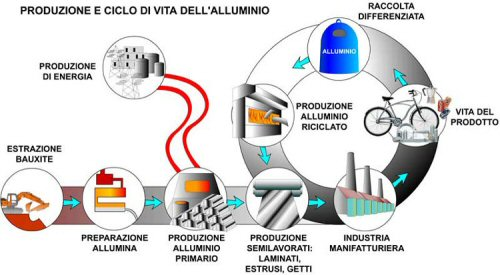 PRODUZIONE E CICLO DI VITA DELL'ALLUMINIO
RACCOLTA
DIFFERENZIATA
ALLUMINIO
PRODUZIONE
DI ENERGIA
PRODUZIONE
ALLUMINIO
RICICLATO
VITA DEL
PRODOTTO
ESTRAZIONE
BAUXITE
PREPARAZIONE
ALLUMINA
PRODUZIONE
ALLUMINIO
PRIMARIO
PRODUZIONE
SEMILAVORATI:
LAMINATI,
ESTRUSI, GETTI
INDUSTRIA
MANIFATTURIERA